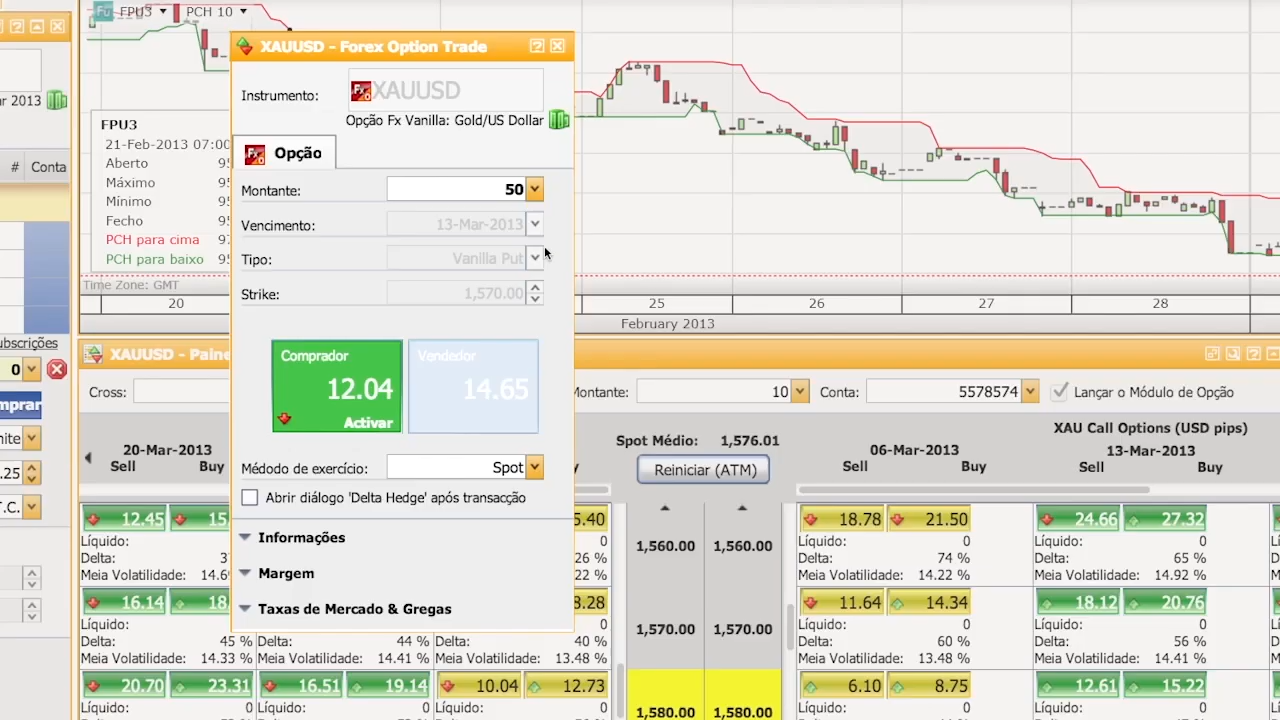 FPU3 PCH 10
XAUUSD - Forex Option Trade
Instrumento: XAUUSD
Opção Fx Vanilla: Gold/US Dollar
Opção
Montante: 50
Vencimento: 13-Mar-2013
Tipo: Vanilla Put
Strike: 1,570.00
Comprador Vendedor
12.04 14.65
Activar
Médodo de exercício: Spot
Abrir diálogo 'Delta Hedge' após transacção
Informações
Margem
Taxas de Mercado & Gregas
2013
# Conta
0
.25
FPU3
21-Feb-2013 07:00
Aberto
Máximo
Mínimo
Fecho
PCH para cima
PCH para baixo
Time Zone: GMT
20 25 26 27 28
February 2013
XAUUSD -
Cross: Montante: 10 Conta: 5578574 Lançar o Módulo de Opção
Spot Médio: 1,576.01
Reiniciar (ATM)
XAU Call Options (USD pips)
20-Mar-2013 06-Mar-2013 13-Mar-2013
Sell Buy Sell Buy Sell Buy
12.45 1,560.00 1,560.00 18.78 21.50 24.66 27.32
Líquido: 0 Líquido: 0 Líquido: 0
Delta: Delta: 74 % Delta: 65 %
Meia Volatilidade: Meia Volatilidade: 14.22 % Meia Volatilidade: 14.92 %
16.14 1,570.00 1,570.00 11.64 14.34 18.12 20.76
Líquido: 0 Líquido: 0 Líquido: 0
Delta: 45 % Delta: 44 % Delta: 40 % Delta: 60 % Delta: 56 %
Meia Volatilidade: 14.33 % Meia Volatilidade: 14.41 % Meia Volatilidade: 13.48 % Meia Volatilidade: 13.48 % Meia Volatilidade: 14.41 %
20.70 23.31 16.51 19.14 10.04 12.73 1,580.00 1,580.00 6.10 8.75 12.61 15.22
Líquido: 0 Líquido: 0 Líquido: 0 Líquido: 0 Líquido: 0